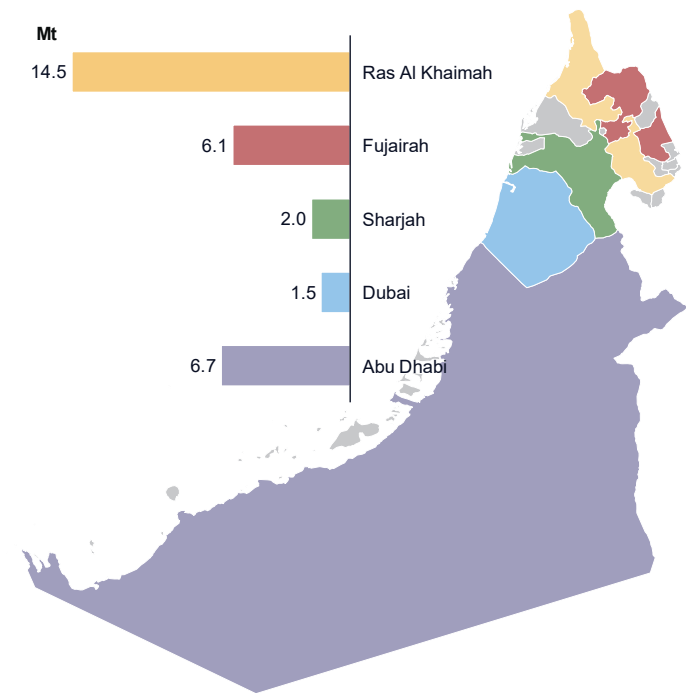 Mt
14.5 Ras Al Khaimah
6.1 Fujairah
2.0 Sharjah
1.5 Dubai
6.7 Abu Dhabi